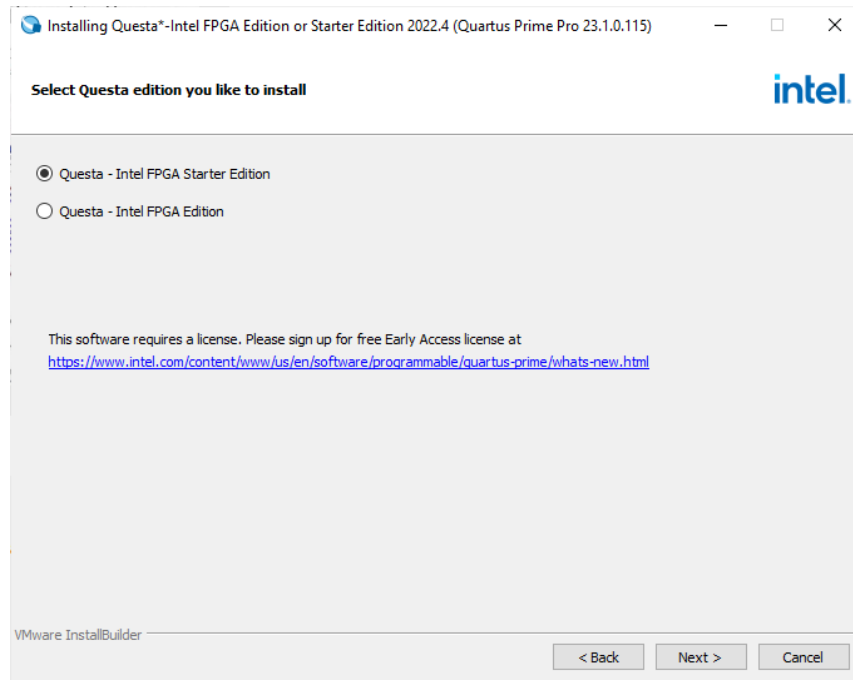 Installing Questa*-Intel FPGA Edition or Starter Edition 2022.4 (Quartus Prime Pro 23.1.0.115)
Select Questa edition you like to install
intel.
Questa - Intel FPGA Starter Edition
Questa - Intel FPGA Edition
This software requires a license. Please sign up for free Early Access license at
https://www.intel.com/content/www/us/en/software/programmable/quartus-prime/whats-new.html
VMware InstallBuilder
< Back Next > Cancel